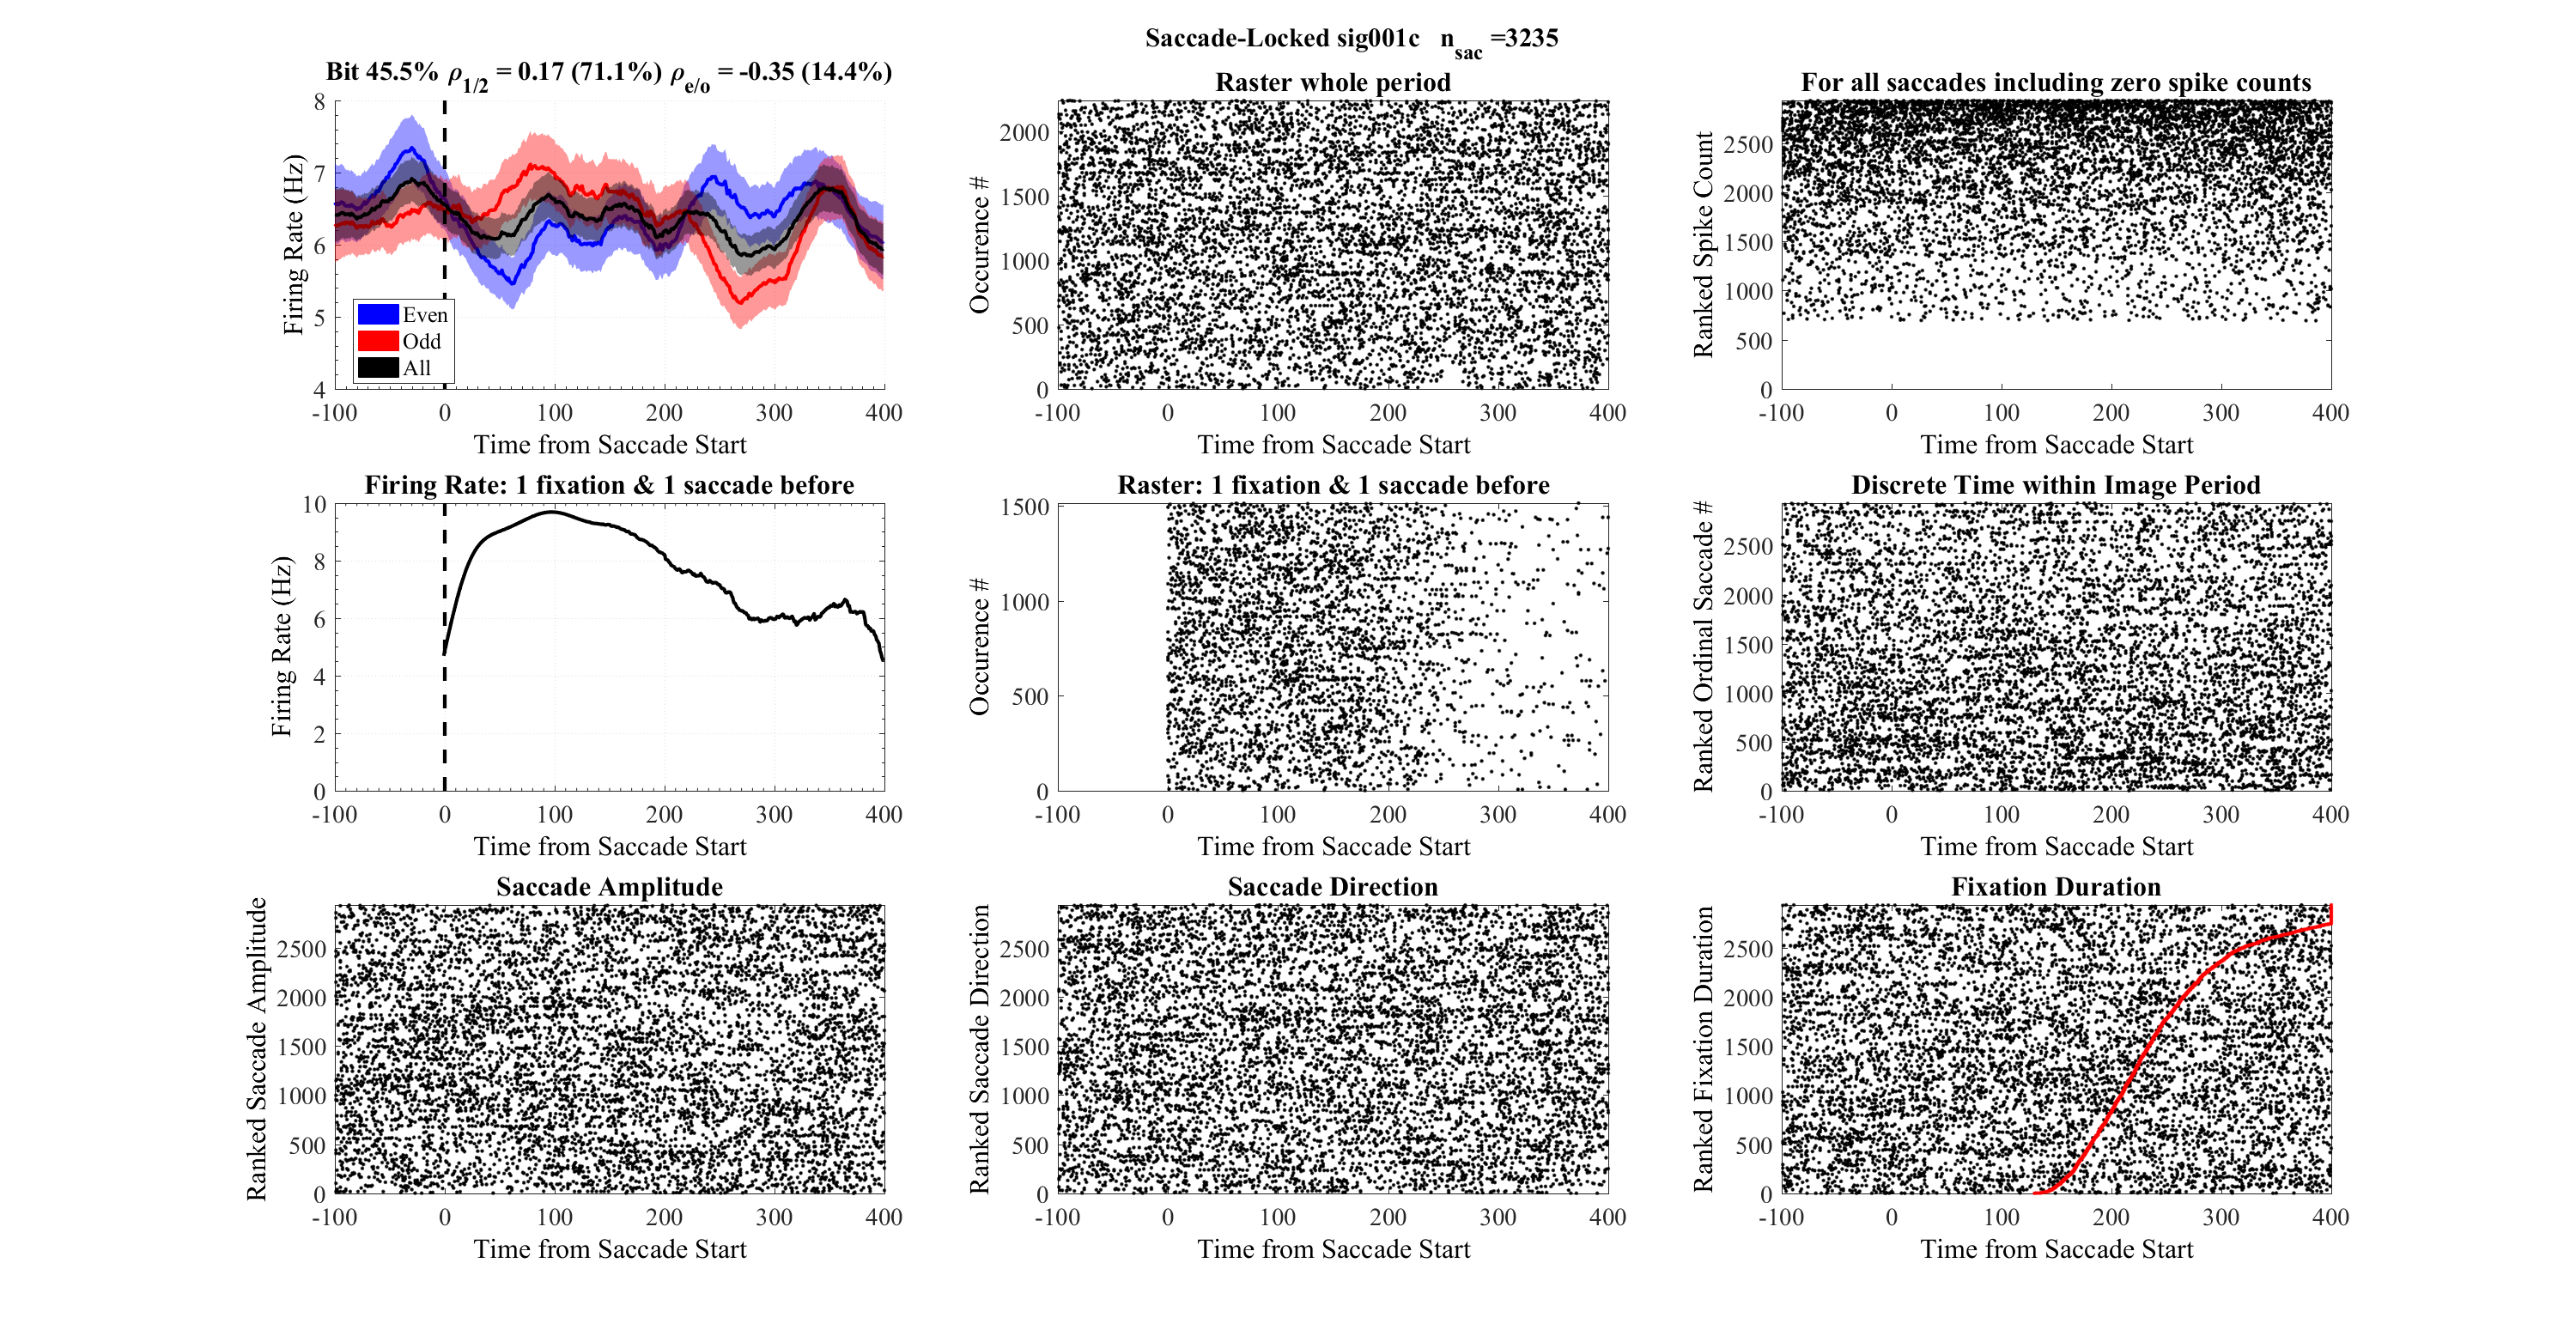 Saccade-Locked sig001c n_sac =3235
Bit 45.5% ρ_1/2 = 0.17 (71.1%) ρ_e/o = -0.35 (14.4%)
Firing Rate (Hz)
8
7
6
5
4
Even
Odd
All
-100 0 100 200 300 400
Time from Saccade Start
Raster whole period
Occurence #
2000
1500
1000
500
0
-100 0 100 200 300 400
Time from Saccade Start
For all saccades including zero spike counts
Ranked Spike Count
2500
2000
1500
1000
500
0
-100 0 100 200 300 400
Time from Saccade Start
Firing Rate: 1 fixation & 1 saccade before
Firing Rate (Hz)
10
8
6
4
2
0
-100 0 100 200 300 400
Time from Saccade Start
Raster: 1 fixation & 1 saccade before
Occurence #
1500
1000
500
0
-100 0 100 200 300 400
Time from Saccade Start
Discrete Time within Image Period
Ranked Ordinal Saccade #
2500
2000
1500
1000
500
0
-100 0 100 200 300 400
Time from Saccade Start
Saccade Amplitude
Ranked Saccade Amplitude
2500
2000
1500
1000
500
0
-100 0 100 200 300 400
Time from Saccade Start
Saccade Direction
Ranked Saccade Direction
2500
2000
1500
1000
500
0
-100 0 100 200 300 400
Time from Saccade Start
Fixation Duration
Ranked Fixation Duration
2500
2000
1500
1000
500
0
-100 0 100 200 300 400
Time from Saccade Start